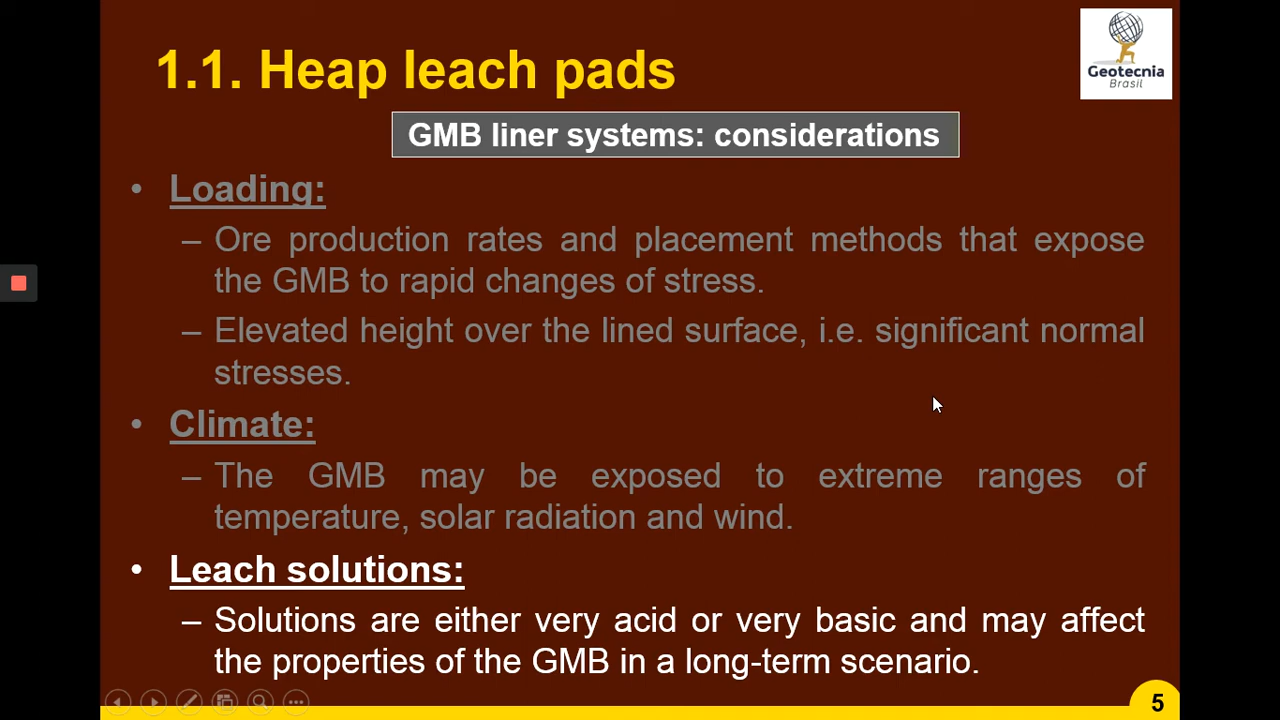 1.1. Heap leach pads
Geotecnia
Brasil
GMB liner systems: considerations
• Loading:
– Ore production rates and placement methods that expose
the GMB to rapid changes of stress.
– Elevated height over the lined surface, i.e. significant normal
stresses.
• Climate:
– The GMB may be exposed to extreme ranges of
temperature, solar radiation and wind.
• Leach solutions:
– Solutions are either very acid or very basic and may affect
the properties of the GMB in a long-term scenario.
5